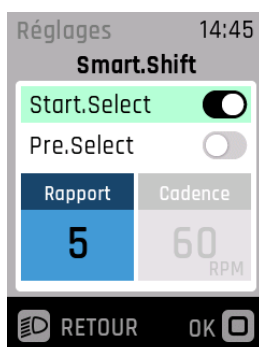 Réglages 14:45
Smart.Shift
Start.Select
Pre.Select
Rapport Cadence
5 60
RPM
RETOUR OK